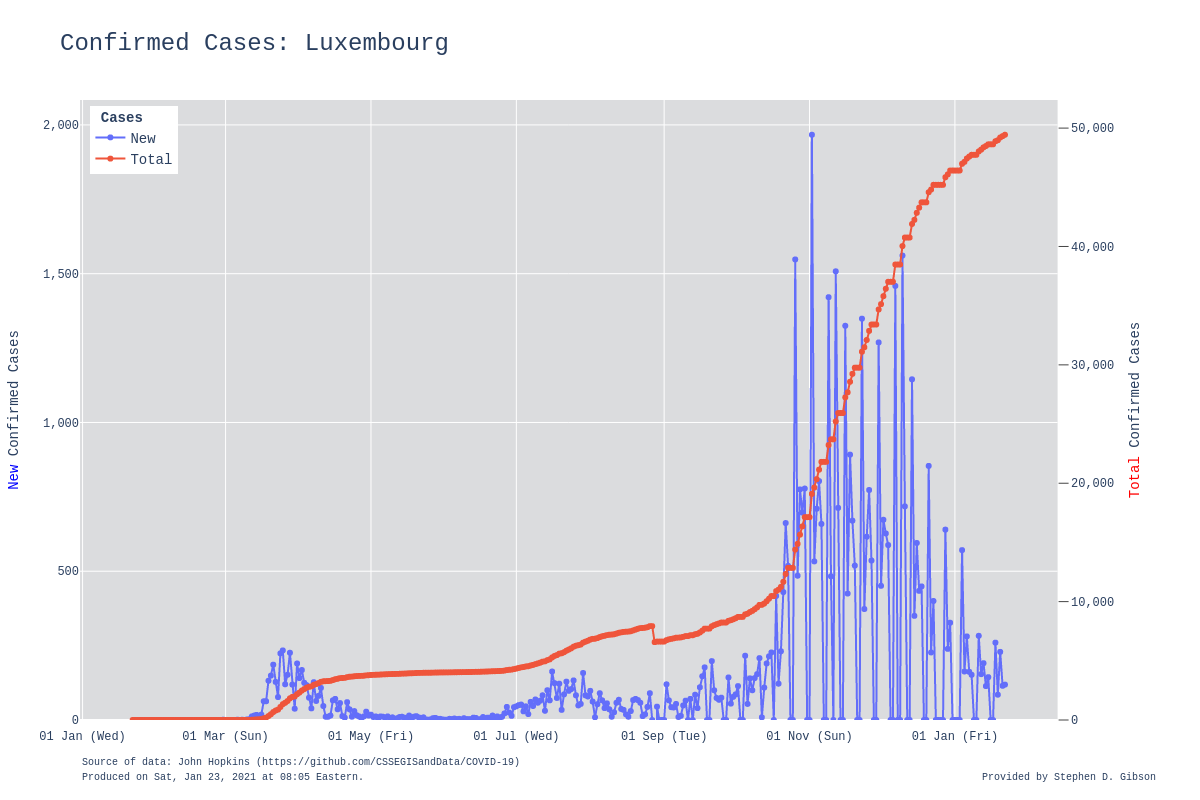 Confirmed Cases: Luxembourg
Cases
New
Total
2,000
1,500
1,000
500
0
New Confirmed Cases
50,000
40,000
30,000
20,000
10,000
0
Total Confirmed Cases
01 Jan (Wed) 01 Mar (Sun) 01 May (Fri) 01 Jul (Wed) 01 Sep (Tue) 01 Nov (Sun) 01 Jan (Fri)
Source of data: John Hopkins (https://github.com/CSSEGISandData/COVID-19)
Produced on Sat, Jan 23, 2021 at 08:05 Eastern.
Provided by Stephen D. Gibson